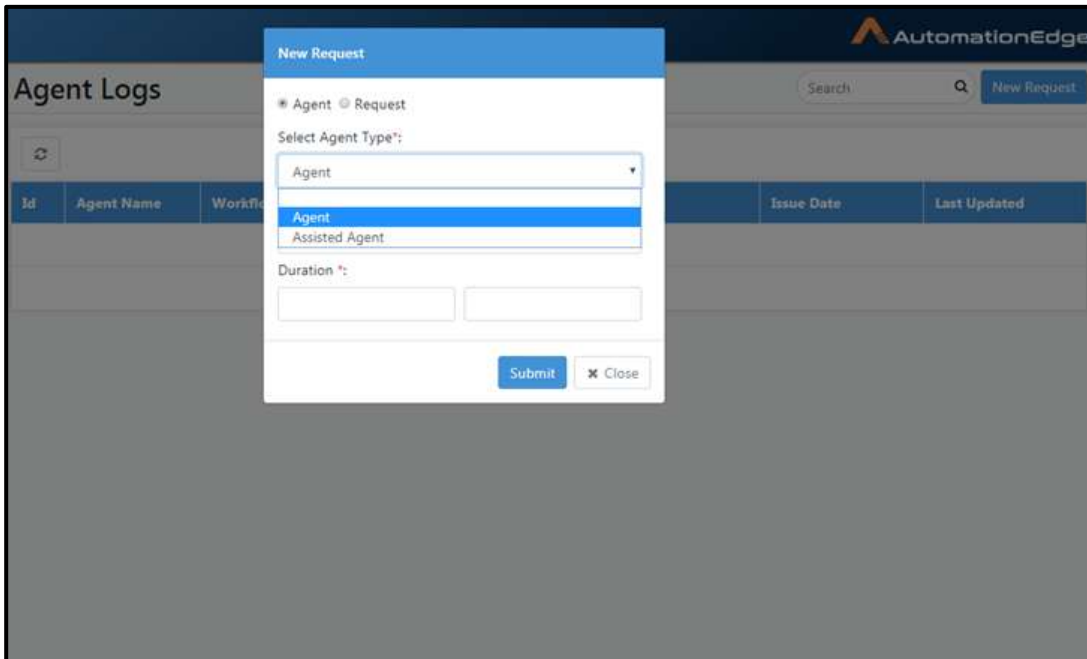 AutomationEdge
New Request
Agent Logs
Search
New Request
Agent Request
Select Agent Type*:
Agent
Id Agent Name Workflo Issue Date Last Updated
Agent
Assisted Agent
Duration *:
Submit ✖ Close